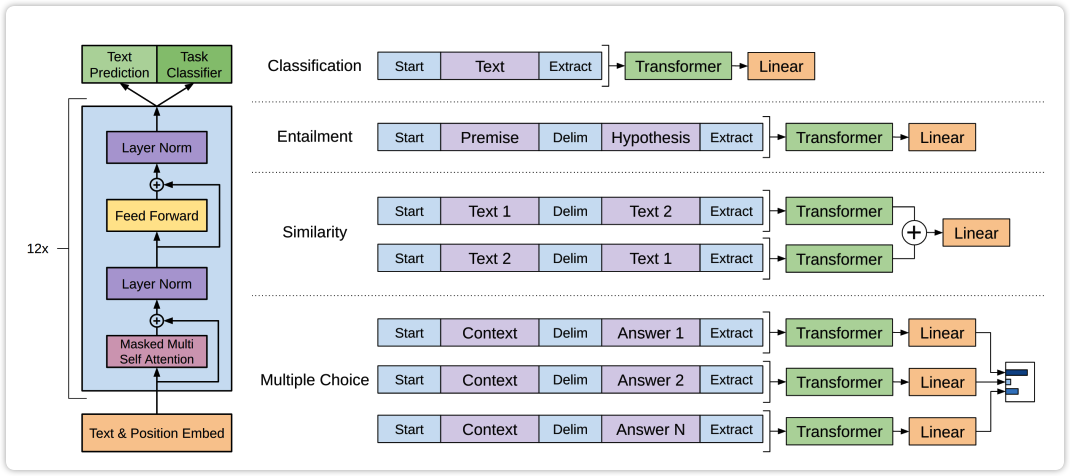 Text
Prediction
Task
Classifier
12x
Layer Norm
+
Feed Forward
Layer Norm
+
Masked Multi
Self Attention
Text & Position Embed
Classification
Start Text Extract Transformer Linear
Entailment
Start Premise Delim Hypothesis Extract Transformer Linear
Similarity
Start Text 1 Delim Text 2 Extract Transformer
+ Linear
Start Text 2 Delim Text 1 Extract Transformer
Multiple Choice
Start Context Delim Answer 1 Extract Transformer Linear
Start Context Delim Answer 2 Extract Transformer Linear
Start Context Delim Answer N Extract Transformer Linear